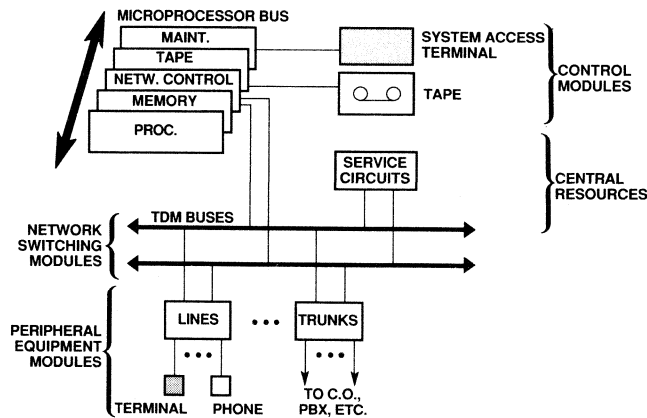 MICROPROCESSOR BUS
MAINT.
TAPE
NETW. CONTROL
MEMORY
PROC.
SYSTEM ACCESS
TERMINAL
TAPE
CONTROL
MODULES
SERVICE
CIRCUITS
CENTRAL
RESOURCES
TDM BUSES
NETWORK
SWITCHING
MODULES
PERIPHERAL
EQUIPMENT
MODULES
LINES
TRUNKS
TERMINAL
PHONE
TO C.O.,
PBX, ETC.